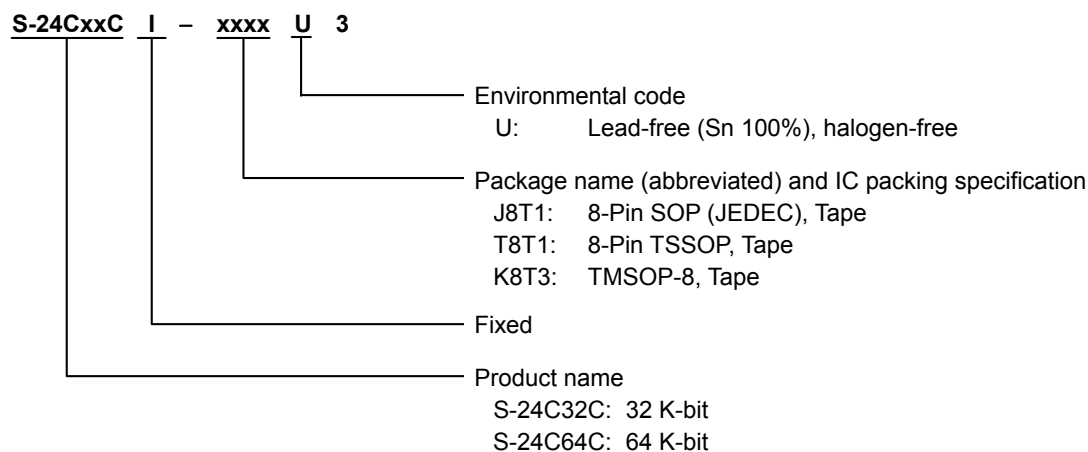 S-24CxxC I – xxxx U 3
Environmental code
U: Lead-free (Sn 100%), halogen-free
Package name (abbreviated) and IC packing specification
J8T1: 8-Pin SOP (JEDEC), Tape
T8T1: 8-Pin TSSOP, Tape
K8T3: TMSOP-8, Tape
Fixed
Product name
S-24C32C: 32 K-bit
S-24C64C: 64 K-bit